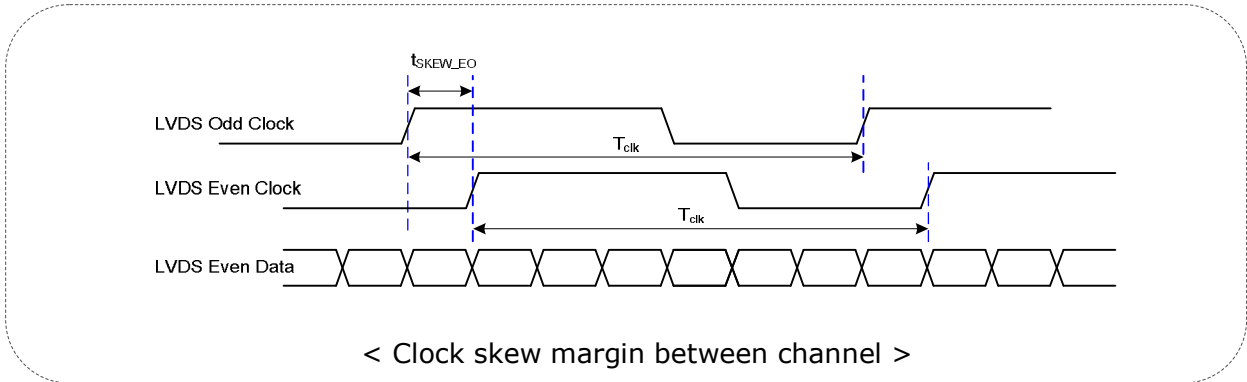 tSKEW_EO
LVDS Odd Clock
Tclk
LVDS Even Clock
Tclk
LVDS Even Data
< Clock skew margin between channel >